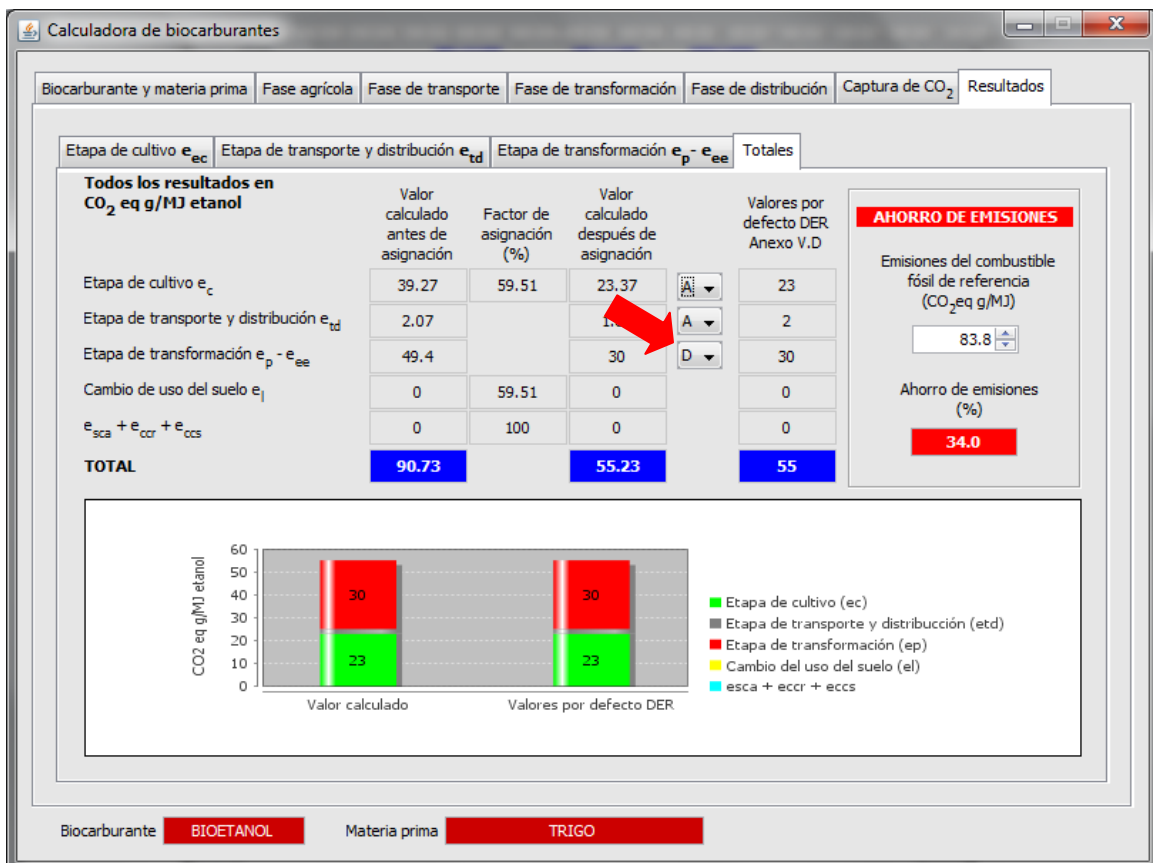 Calculadora de biocarburantes
Biocarburante y materia prima Fase agrícola Fase de transporte Fase de transformación Fase de distribución Captura de CO2 Resultados
Etapa de cultivo eec Etapa de transporte y distribución etd Etapa de transformación ep- eee Totales
Todos los resultados en
CO2 eq g/MJ etanol
Valor
calculado
antes de
asignación
Factor de
asignación
(%)
Valor
calculado
después de
asignación
Valores por
defecto DER
Anexo V.D
Etapa de cultivo ec 39.27 59.51 23.37 A 23
Etapa de transporte y distribución etd 2.07 A 2
Etapa de transformación ep - eee 49.4 30 D 30
Cambio de uso del suelo el 0 59.51 0 0
esca + eccr + eccs 0 100 0 0
TOTAL 90.73 55.23 55
AHORRO DE EMISIONES
Emisiones del combustible
fósil de referencia
(CO2eq g/MJ)
83.8
Ahorro de emisiones
(%)
34.0
CO2 eq g/MJ etanol
60
50
40
30
20
10
0
30
23
30
23
Valor calculado
Valores por defecto DER
Etapa de cultivo (ec)
Etapa de transporte y distribucción (etd)
Etapa de transformación (ep)
Cambio del uso del suelo (el)
esca + eccr + eccs
Biocarburante BIOETANOL Materia prima TRIGO